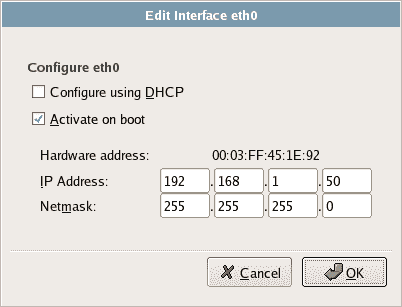 Edit Interface eth0
Configure eth0
Configure using DHCP
Activate on boot
Hardware address: 00:03:FF:45:1E:92
IP Address: 192.168.1.50
Netmask: 255.255.255.0
Cancel OK